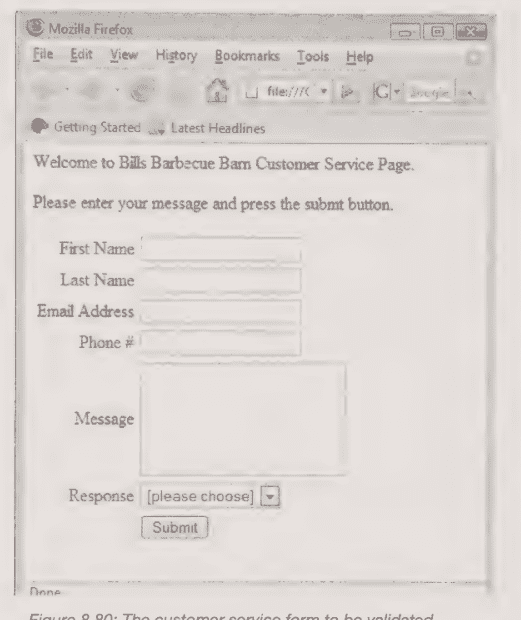 Mozilla Firefox
File Edit View History Bookmarks Tools Help
file:///C G
Getting Started Latest Headlines
Welcome to Bills Barbecue Barn Customer Service Page.
Please enter your message and press the submt button.
First Name
Last Name
Email Address
Phone #
Message
Response [please choose]
Submit
Done
Figure 8.80: The customer service form to be validated